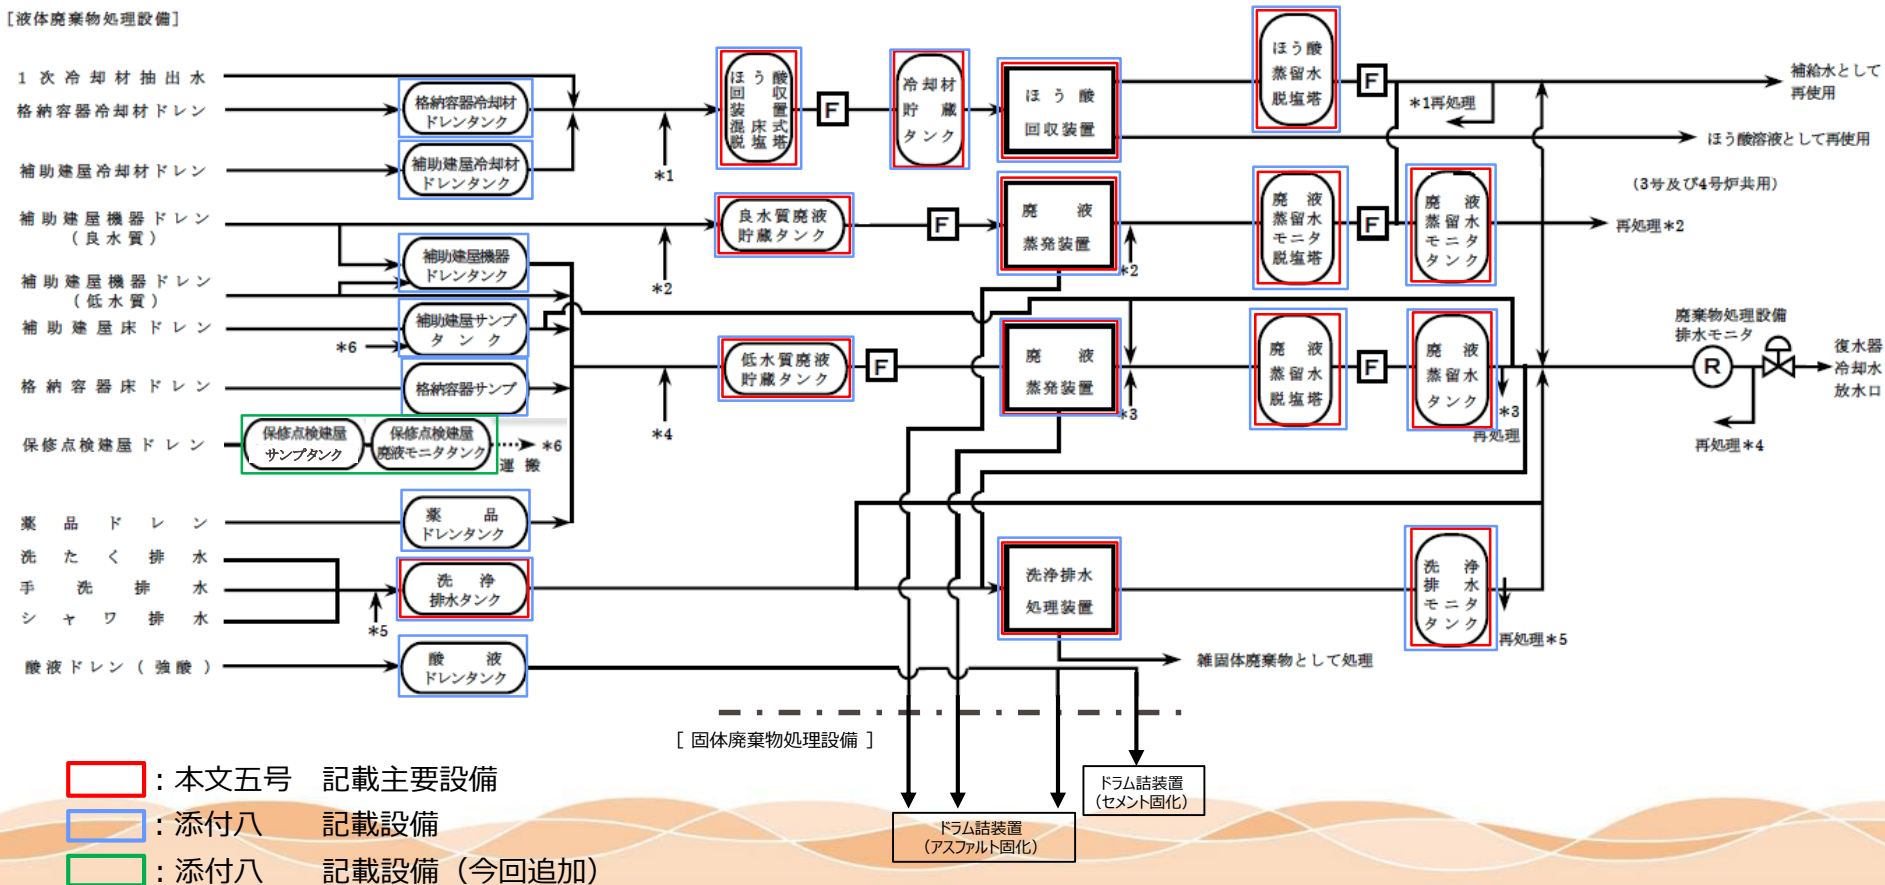 [液体廃棄物処理設備]
1次冷却材抽出水
格納容器冷却材ドレン
補助建屋冷却材ドレン
補助建屋機器ドレン
(良水質)
補助建屋機器ドレン
(低水質)
補助建屋床ドレン
格納容器床ドレン
保修点検建屋ドレン
薬品ドレン
洗たく排水
手洗排水
シャワ排水
酸液ドレン(強酸)
格納容器冷却材
ドレンタンク
補助建屋冷却材
ドレンタンク
補助建屋機器
ドレンタンク
補助建屋サンプ
タンク
*6
格納容器サンプ
保修点検建屋
サンプタンク
保修点検建屋
廃液モニタタンク
*6
運搬
薬品
ドレンタンク
洗浄
排水タンク
*5
酸液
ドレンタンク
*1
*2
*4
ほう酸
回収
装置
混床式
脱塩塔
F
冷却材
貯蔵
タンク
ほう酸
回収装置
ほう酸
蒸留水
脱塩塔
F
*1再処理
補給水として
再使用
ほう酸溶液として再使用
(3号及び4号炉共用)
良水質廃液
貯蔵タンク
F
廃液
蒸発装置
*2
廃液
蒸留水
モニタ
脱塩塔
F
廃液
蒸留水
モニタ
タンク
再処理*2
低水質廃液
貯蔵タンク
F
廃液
蒸発装置
*3
廃液
蒸留水
脱塩塔
F
廃液
蒸留水
タンク
*3
再処理
廃棄物処理設備
排水モニタ
R
再処理*4
復水器
冷却水
放水口
洗浄排水
処理装置
洗浄
排水
モニタ
タンク
再処理*5
雑固体廃棄物として処理
[ 固体廃棄物処理設備 ]
ドラム詰装置
(セメント固化)
ドラム詰装置
(アスファルト固化)
:本文五号 記載主要設備
:添付八 記載設備
:添付八 記載設備(今回追加)